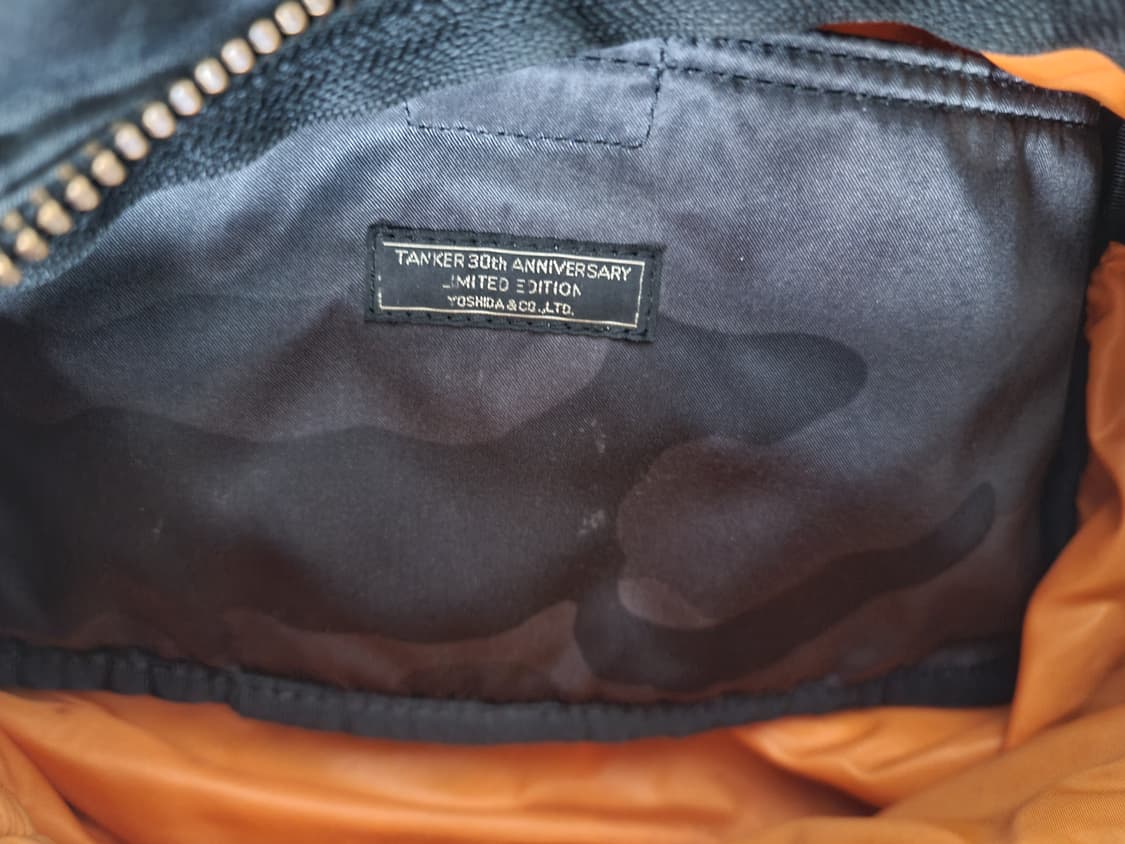 TANKER 30th ANNIVERSARY
LIMITED EDITION
YOSHIDA & CO.,LTD.